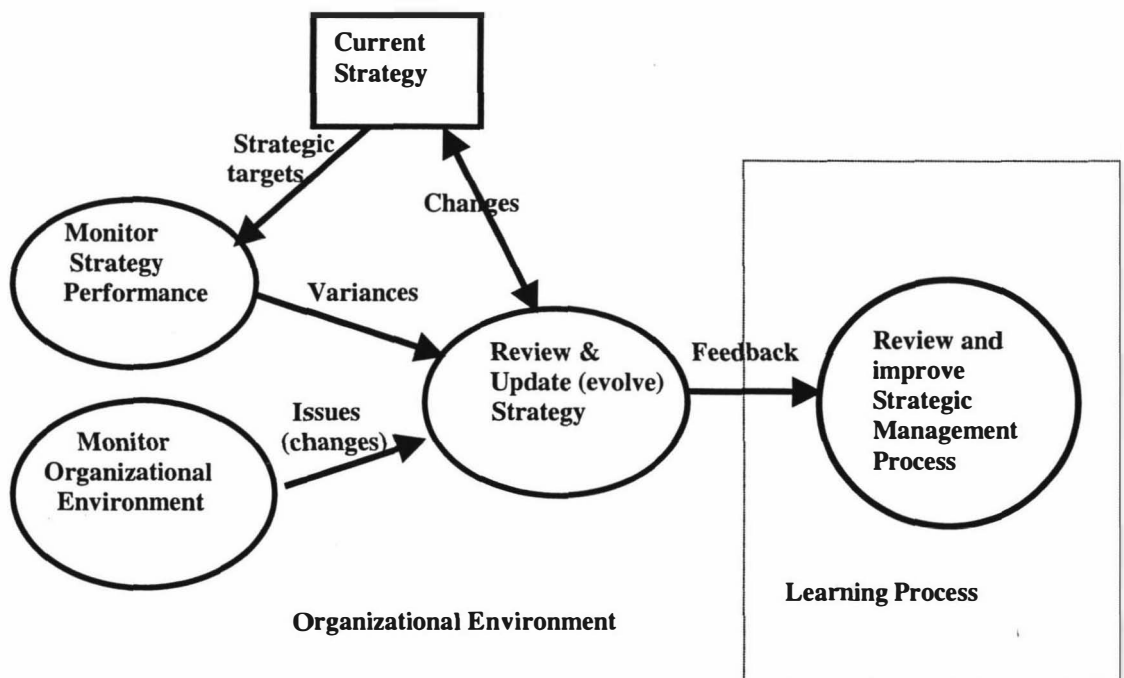 Current
Strategy
Strategic
targets
Changes
Monitor
Strategy
Performance
Variances
Review &
Update (evolve)
Strategy
Feedback
Review and
improve
Strategic
Management
Process
Issues
(changes)
Monitor
Organizational
Environment
Learning Process
Organizational Environment